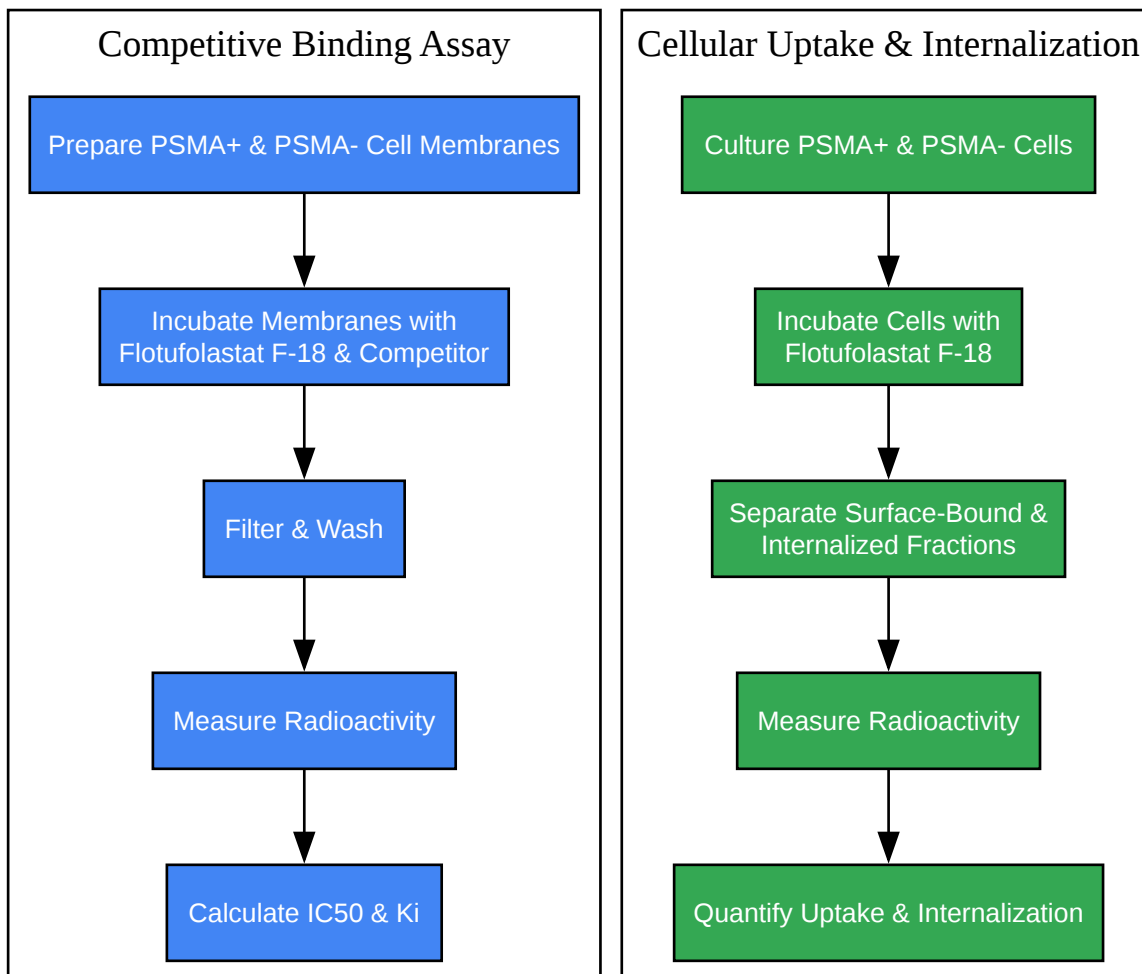 Competitive Binding Assay
Prepare PSMA+ & PSMA- Cell Membranes
Incubate Membranes with
Flotufolastat F-18 & Competitor
Filter & Wash
Measure Radioactivity
Calculate IC50 & Ki
Cellular Uptake & Internalization
Culture PSMA+ & PSMA- Cells
Incubate Cells with
Flotufolastat F-18
Separate Surface-Bound &
Internalized Fractions
Measure Radioactivity
Quantify Uptake & Internalization